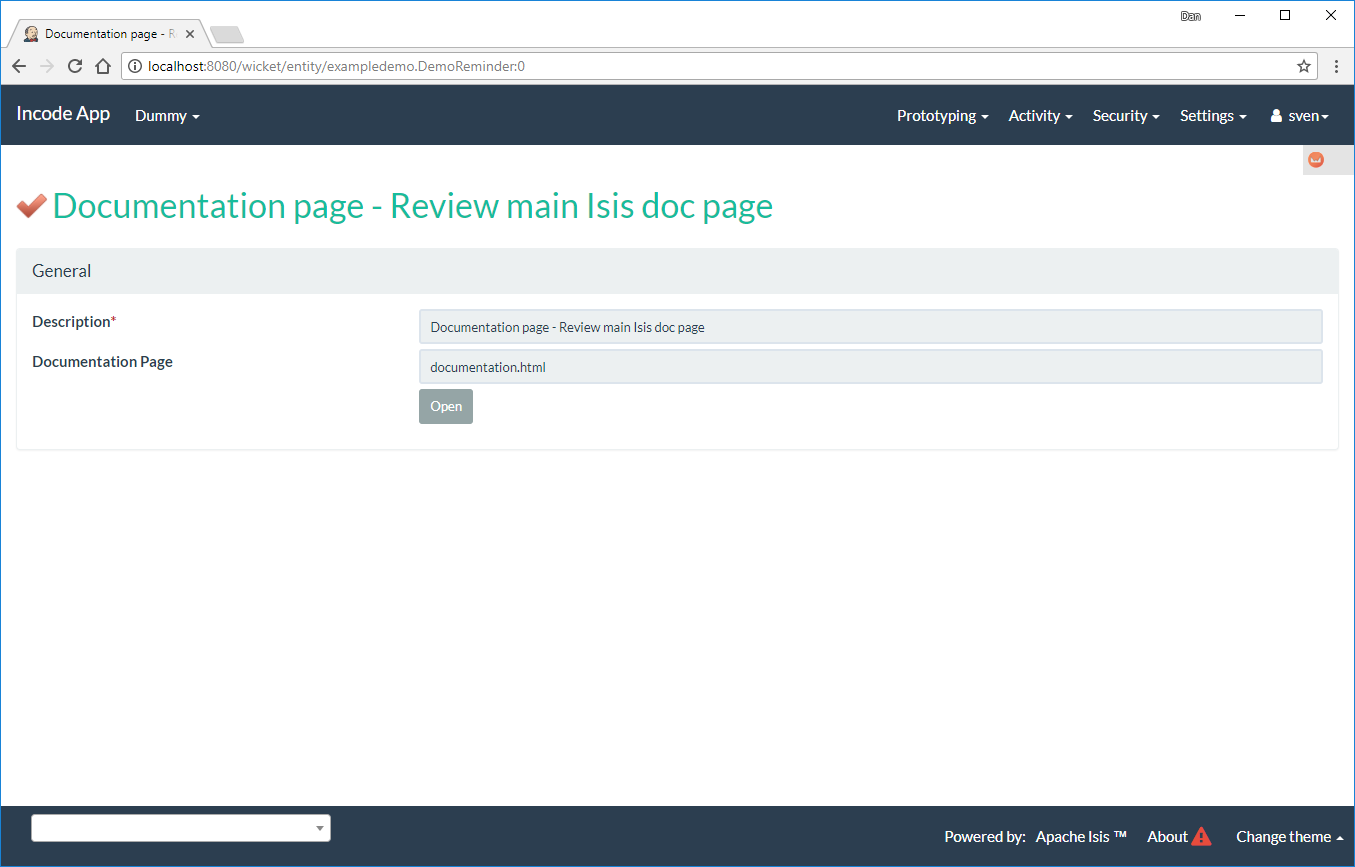 Dan
Documentation page - R
localhost:8080/wicket/entity/exampledemo.DemoReminder:0
Incode App Dummy Prototyping Activity Security Settings sven
Documentation page - Review main Isis doc page
General
Description* Documentation page - Review main Isis doc page
Documentation Page documentation.html
Open
Powered by: Apache Isis ™ About Change theme